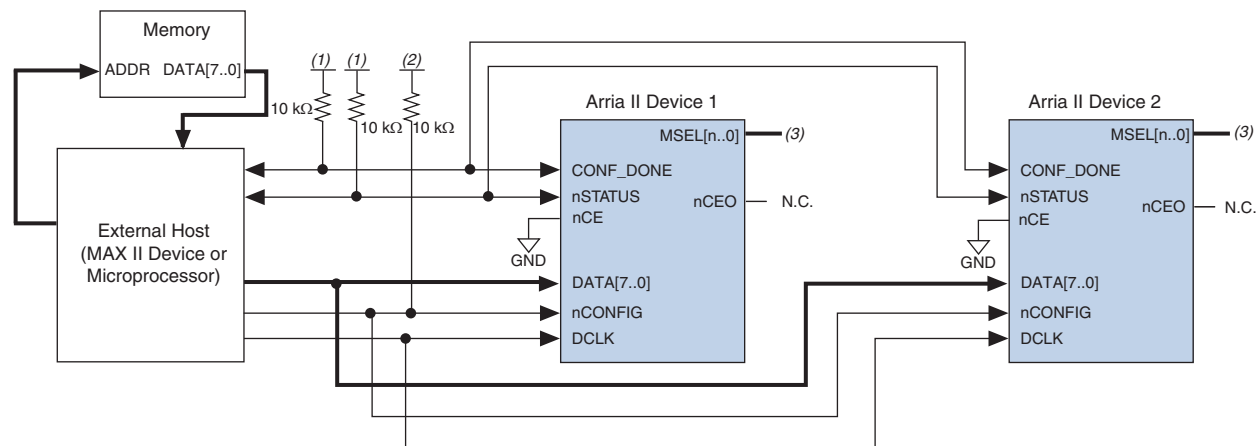 Memory
ADDR DATA[7..0]
10 kΩ
(1)
(1)
(2)
10 kΩ
10 kΩ
External Host
(MAX II Device or
Microprocessor)
Arria II Device 1
MSEL[n..0]
(3)
CONF_DONE
nSTATUS
nCE
nCEO
N.C.
GND
DATA[7..0]
nCONFIG
DCLK
Arria II Device 2
MSEL[n..0]
(3)
CONF_DONE
nSTATUS
nCE
nCEO
N.C.
GND
DATA[7..0]
nCONFIG
DCLK